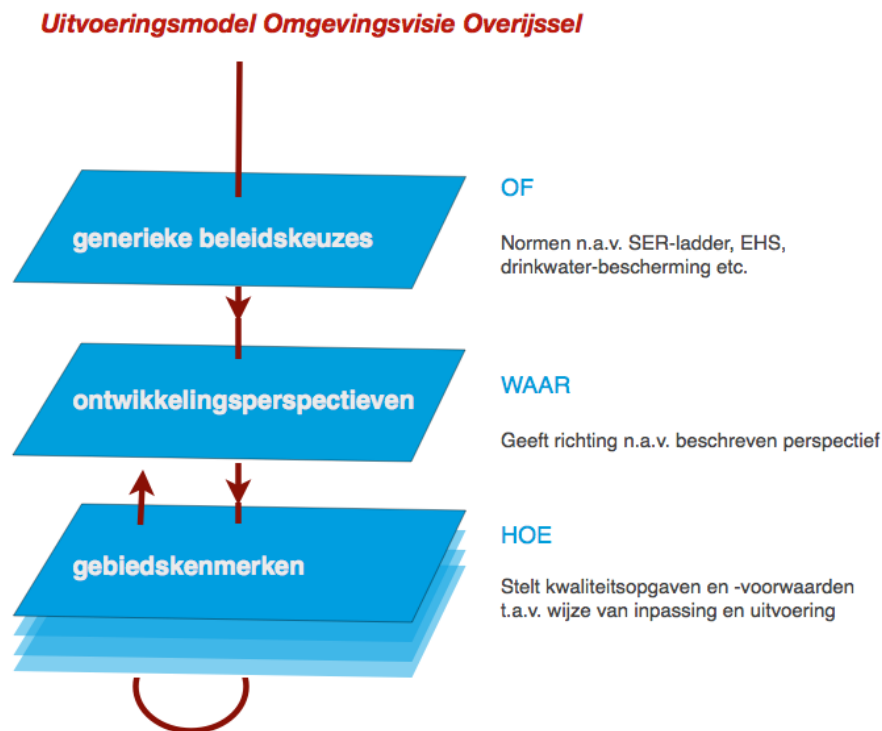 Uitvoeringsmodel Omgevingsvisie Overijssel
generieke beleidskeuzes
OF
Normen n.a.v. SER-ladder, EHS,
drinkwater-bescherming etc.
ontwikkelingsperspectieven
WAAR
Geeft richting n.a.v. beschreven perspectief
gebiedskenmerken
HOE
Stelt kwaliteitsopgaven en -voorwaarden
t.a.v. wijze van inpassing en uitvoering